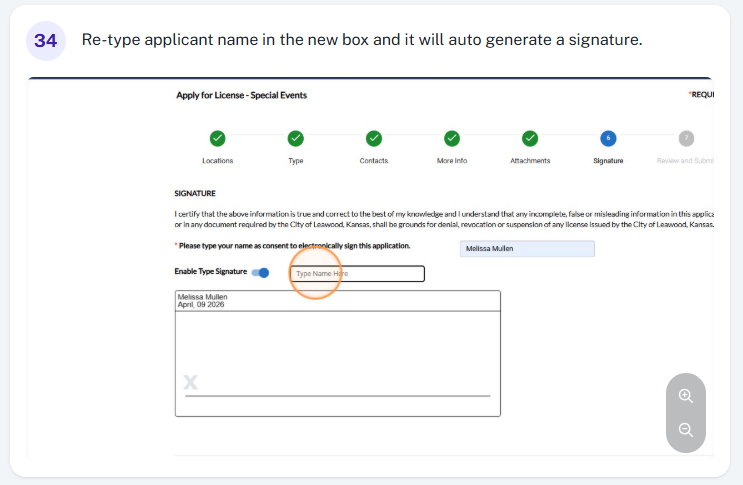 34 Re-type applicant name in the new box and it will auto generate a signature.
Apply for License - Special Events *REQUI
6 7
Locations Type Contacts More Info Attachments Signature Review and Submi
SIGNATURE
I certify that the above information is true and correct to the best of my knowledge and I understand that any incomplete, false or misleading information in this applica
or in any document required by the City of Leawood, Kansas, shall be grounds for denial, revocation or suspension of any license issued by the City of Leawood, Kansas.
* Please type your name as consent to electronically sign this application. Melissa Mullen
Enable Type Signature Type Name Here
Melissa Mullen
April, 09 2026
X